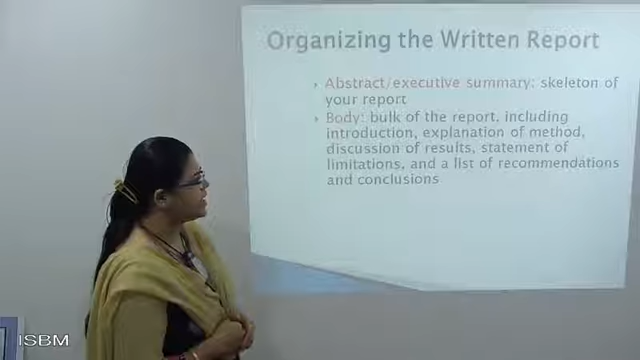 Organizing the Written Report
Abstract/executive summary: skeleton of
your report
Body: bulk of the report, including
introduction, explanation of method,
discussion of results, statement of
limitations, and a list of recommendations
and conclusions
ISBM